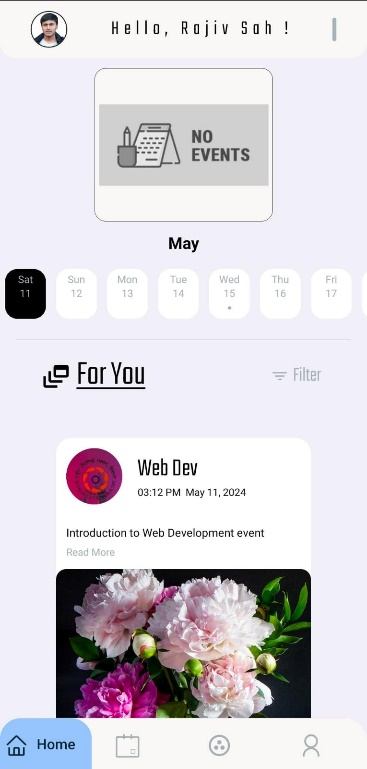 Hello, Rajiv Sah !
NO
EVENTS
May
Sat Sun Mon Tue Wed Thu Fri
11 12 13 14 15 16 17
For You
Filter
Web Dev
03:12 PM May 11, 2024
Introduction to Web Development event
Read More
Home